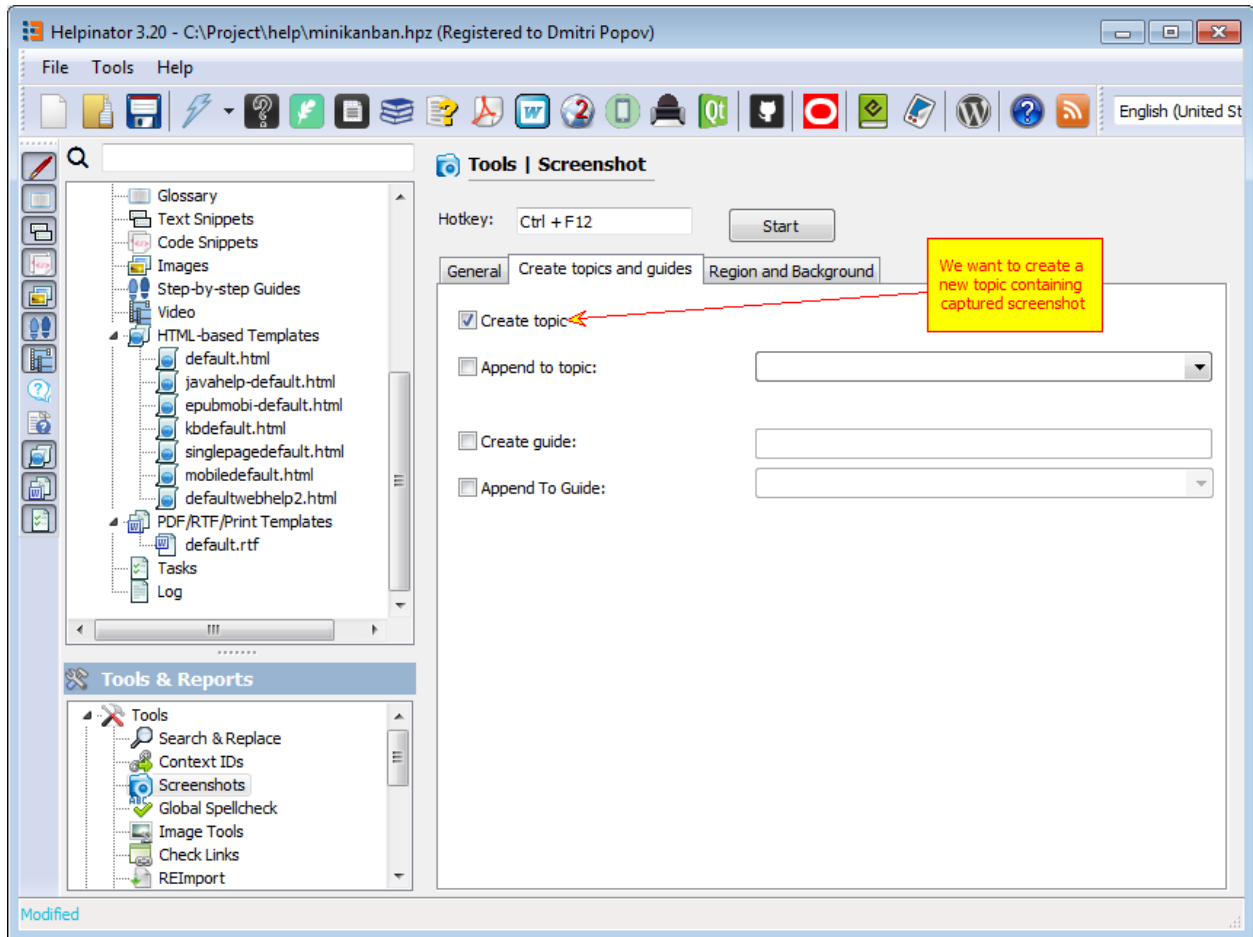 Helpinator 3.20 - C:\Project\help\minikanban.hpz (Registered to Dmitri Popov)
File Tools Help
English (United St
Glossary
Text Snippets
Code Snippets
Images
Step-by-step Guides
Video
HTML-based Templates
default.html
javahelp-default.html
epubmobi-default.html
kbdefault.html
singlepagedefault.html
mobiledefault.html
defaultwebhelp2.html
PDF/RTF/Print Templates
default.rtf
Tasks
Log
Tools & Reports
Tools
Search & Replace
Context IDs
Screenshots
Global Spellcheck
Image Tools
Check Links
REImport
Tools | Screenshot
Hotkey: Ctrl + F12 Start
General Create topics and guides Region and Background
We want to create a
new topic containing
captured screenshot
Create topic
Append to topic:
Create guide:
Append To Guide:
Modified